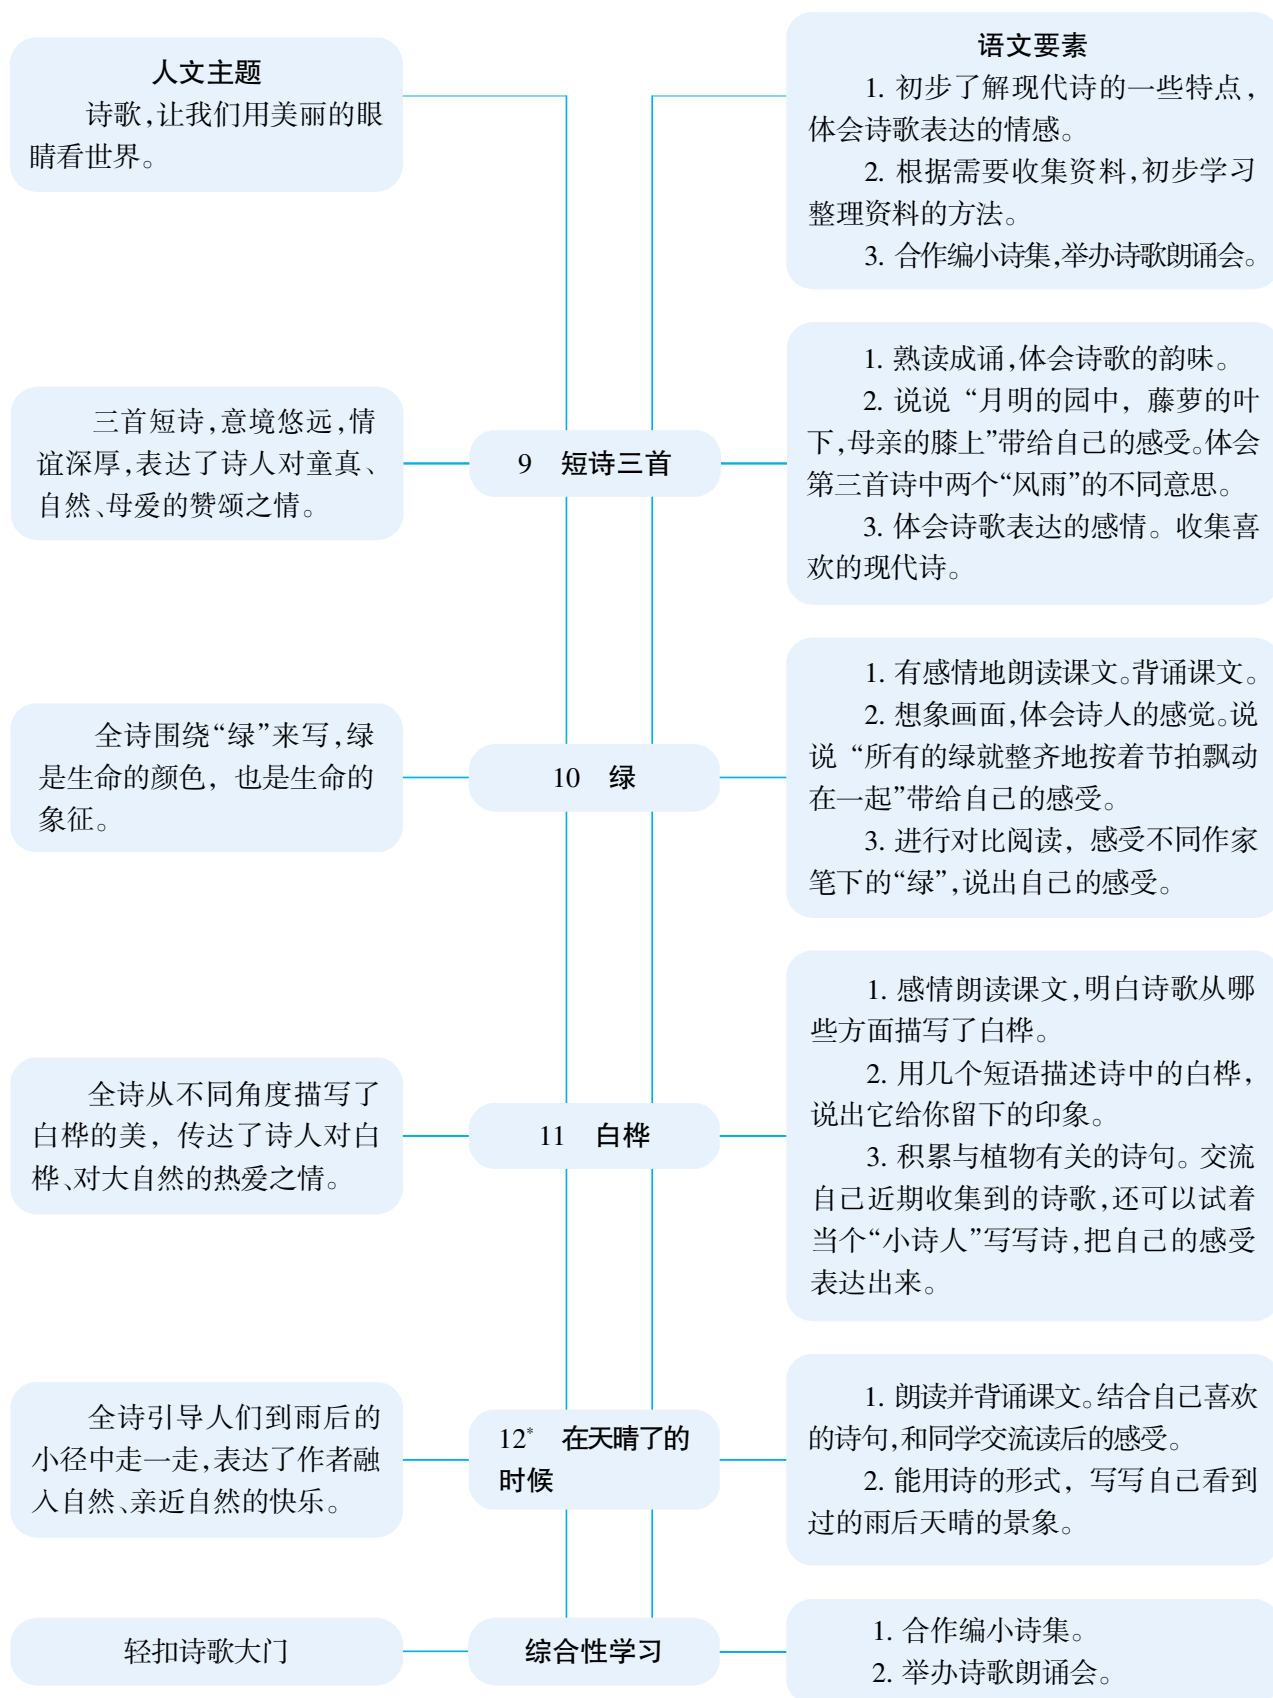 人文主题
诗歌,让我们用美丽的眼
睛看世界。
语文要素
1. 初步了解现代诗的一些特点,
体会诗歌表达的情感。
2. 根据需要收集资料,初步学习
整理资料的方法。
3. 合作编小诗集,举办诗歌朗诵会。
三首短诗,意境悠远,情
谊深厚,表达了诗人对童真、
自然、母爱的赞颂之情。
9 短诗三首
1. 熟读成诵,体会诗歌的韵味。
2. 说说“月明的园中,藤萝的叶
下,母亲的膝上”带给自己的感受。体会
第三首诗中两个“风雨”的不同意思。
3. 体会诗歌表达的感情。收集喜
欢的现代诗。
全诗围绕“绿”来写,绿
是生命的颜色,也是生命的
象征。
10 绿
1. 有感情地朗读课文。背诵课文。
2. 想象画面,体会诗人的感觉。说
说“所有的绿就整齐地按着节拍飘动
在一起”带给自己的感受。
3. 进行对比阅读,感受不同作家
笔下的“绿”,说出自己的感受。
全诗从不同角度描写了
白桦的美,传达了诗人对白
桦、对大自然的热爱之情。
11 白桦
1. 感情朗读课文,明白诗歌从哪
些方面描写了白桦。
2. 用几个短语描述诗中的白桦,
说出它给你留下的印象。
3. 积累与植物有关的诗句。交流
自己近期收集到的诗歌,还可以试着
当个“小诗人”写写诗,把自己的感受
表达出来。
全诗引导人们到雨后的
小径中走一走,表达了作者融
入自然、亲近自然的快乐。
12* 在天晴了的
时候
1. 朗读并背诵课文。结合自己喜欢
的诗句,和同学交流读后的感受。
2. 能用诗的形式,写写自己看到
过的雨后天晴的景象。
轻扣诗歌大门
综合性学习
1. 合作编小诗集。
2. 举办诗歌朗诵会。